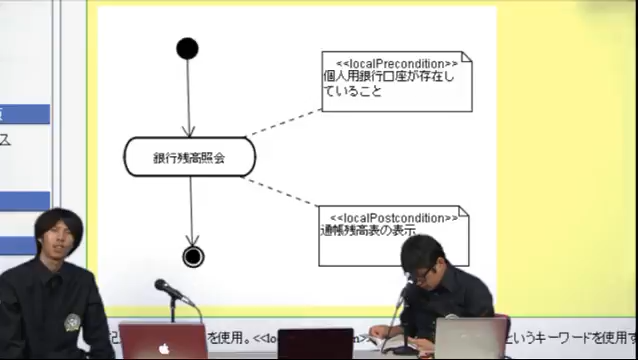 <<localPrecondition>>
個人用銀行口座が存在し
ていること
ス
銀行残高照会
<<localPostcondition>>
通帳残高表の表示
を使用。<<lo
というキーワードを使用す